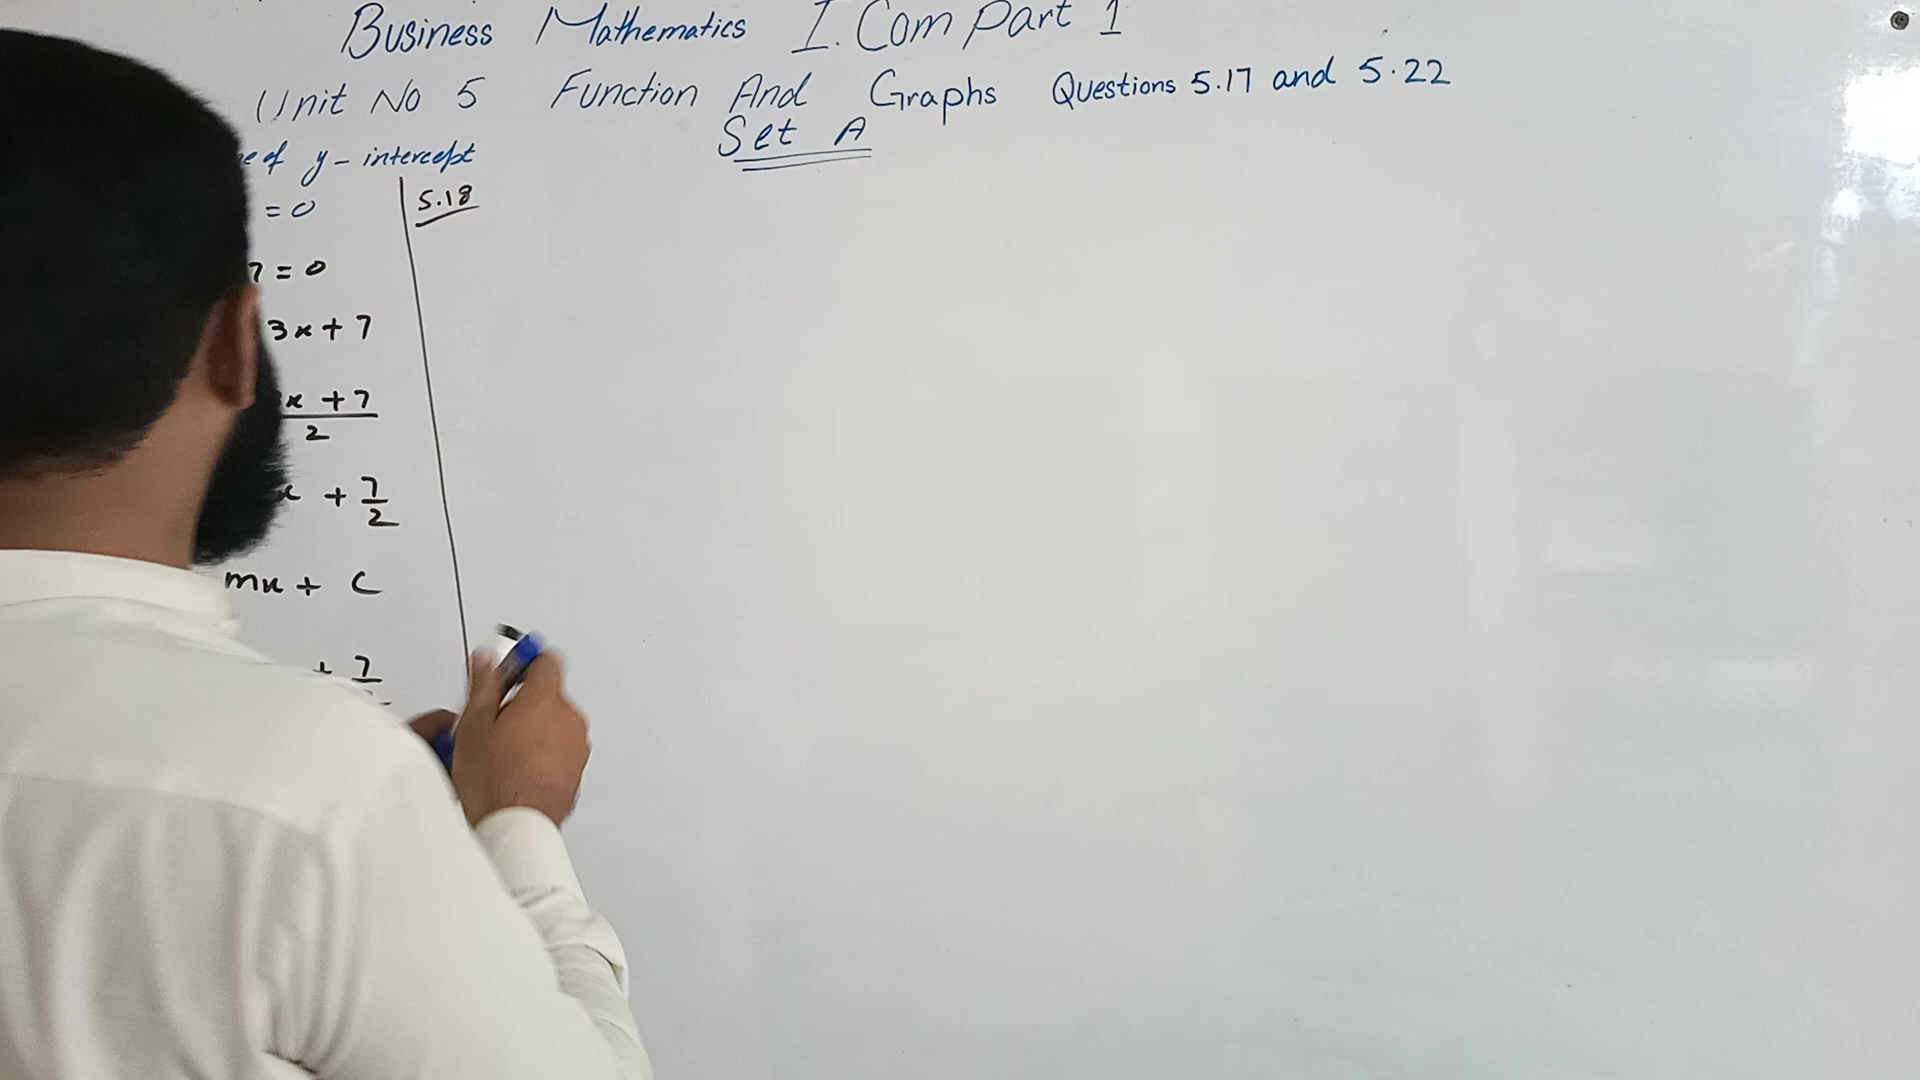 Business Mathematics I.Com Part 1
Unit No 5 Function And Graphs Questions 5.17 and 5.22
Set A
of y-intercept
= 0
5.18
7 = 0
3x + 7
x + 7
2
x + 7/2
mx + c
+ 7